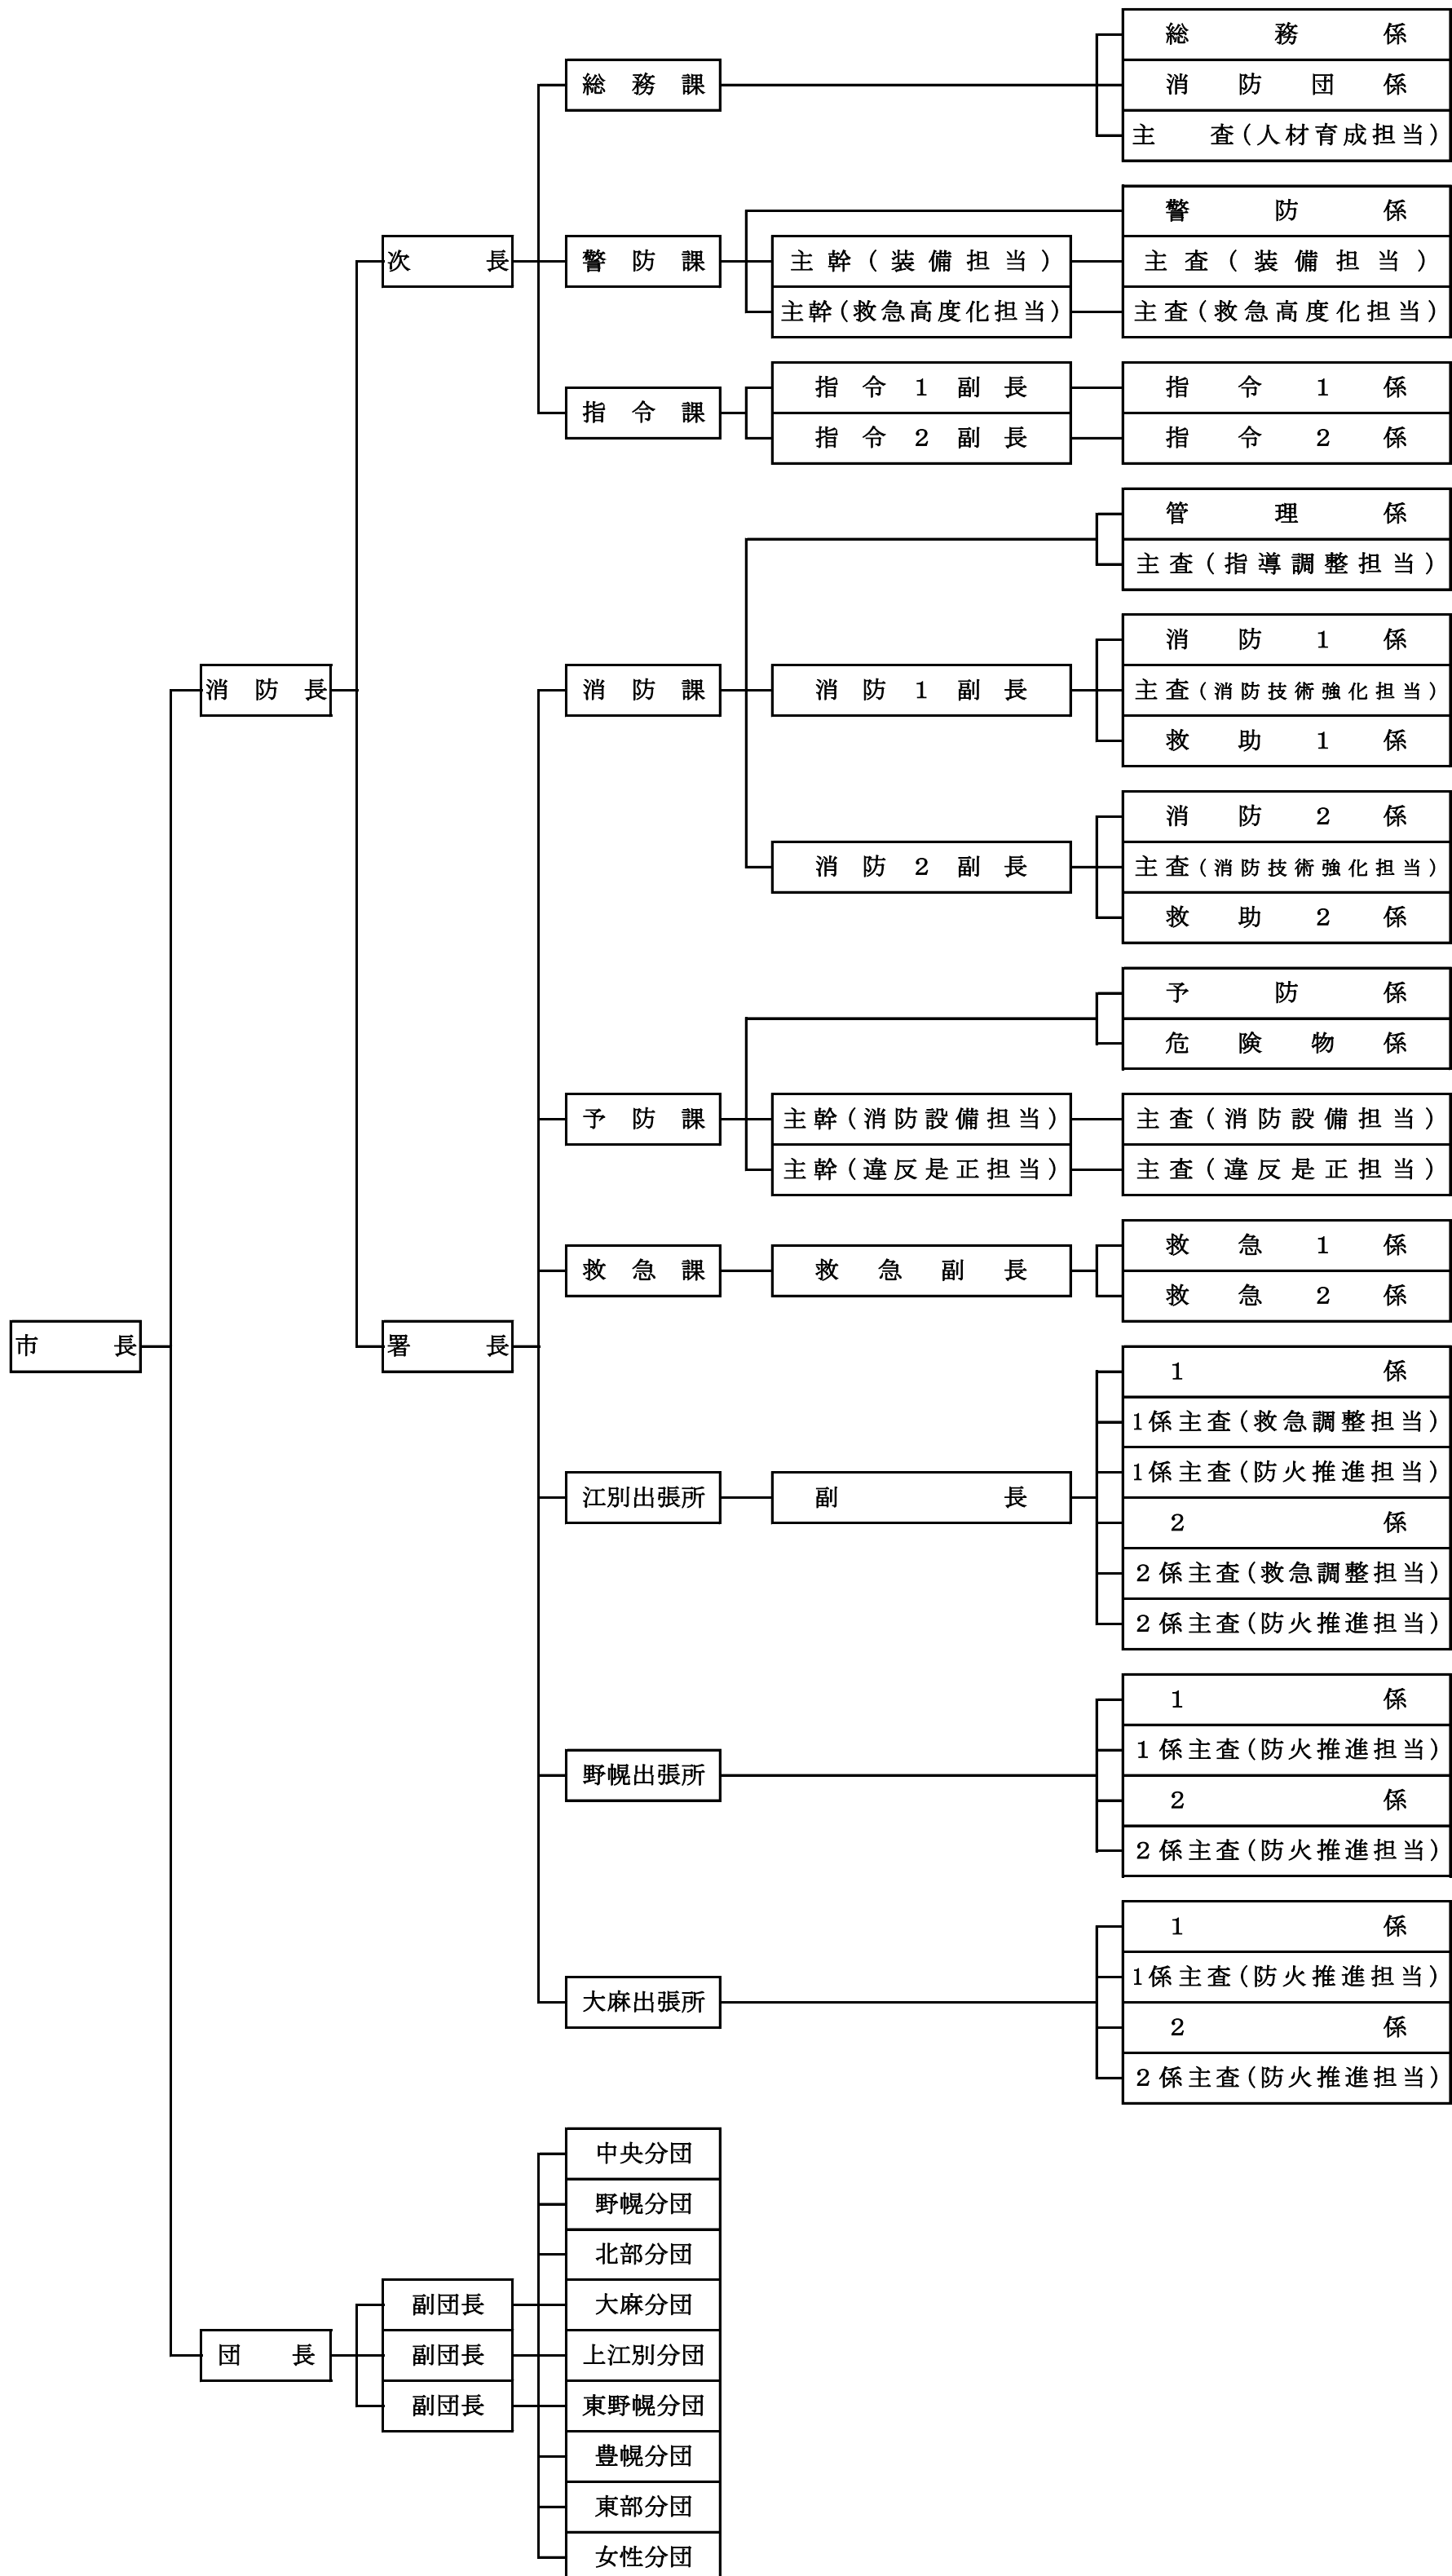 総務係
総務課
消防団係
主査(人材育成担当)
警防係
次長
警防課
主幹(装備担当)
主査(装備担当)
主幹(救急高度化担当)
主査(救急高度化担当)
指令1副長
指令1係
指令課
指令2副長
指令2係
管理係
主査(指導調整担当)
消防1係
消防長
消防課
消防1副長
主査(消防技術強化担当)
救助1係
消防2係
消防2副長
主査(消防技術強化担当)
救助2係
予防係
危険物係
予防課
主幹(消防設備担当)
主査(消防設備担当)
主幹(違反是正担当)
主査(違反是正担当)
救急1係
救急課
救急副長
救急2係
市長
署長
1係
1係主査(救急調整担当)
1係主査(防火推進担当)
江別出張所
副長
2係
2係主査(救急調整担当)
2係主査(防火推進担当)
1係
1係主査(防火推進担当)
野幌出張所
2係
2係主査(防火推進担当)
1係
1係主査(防火推進担当)
大麻出張所
2係
2係主査(防火推進担当)
中央分団
野幌分団
北部分団
副団長
大麻分団
団長
副団長
上江別分団
副団長
東野幌分団
豊幌分団
東部分団
女性分団